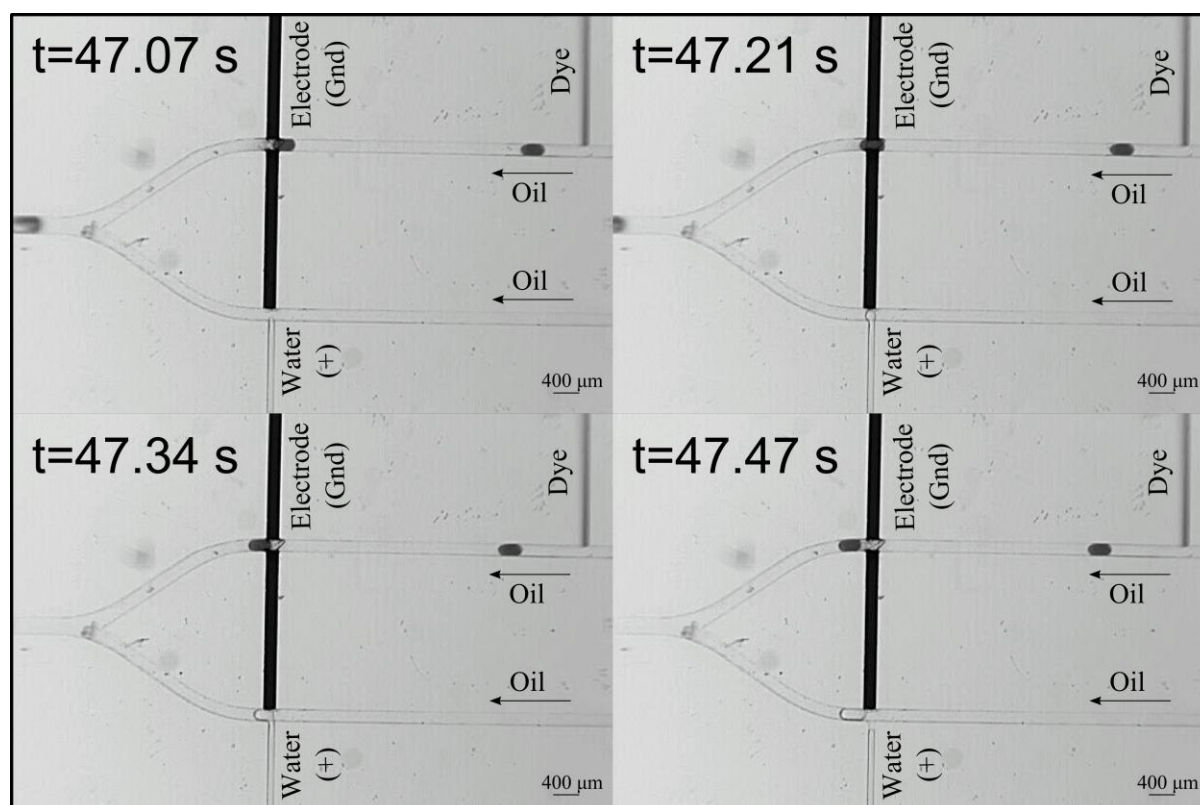 t=47.07 s
Electrode
(Gnd)
Dye
Oil
Oil
Water
(+)
400 μm
t=47.21 s
Electrode
(Gnd)
Dye
Oil
Oil
Water
(+)
400 μm
t=47.34 s
Electrode
(Gnd)
Dye
Oil
Oil
Water
(+)
400 μm
t=47.47 s
Electrode
(Gnd)
Dye
Oil
Oil
Water
(+)
400 μm